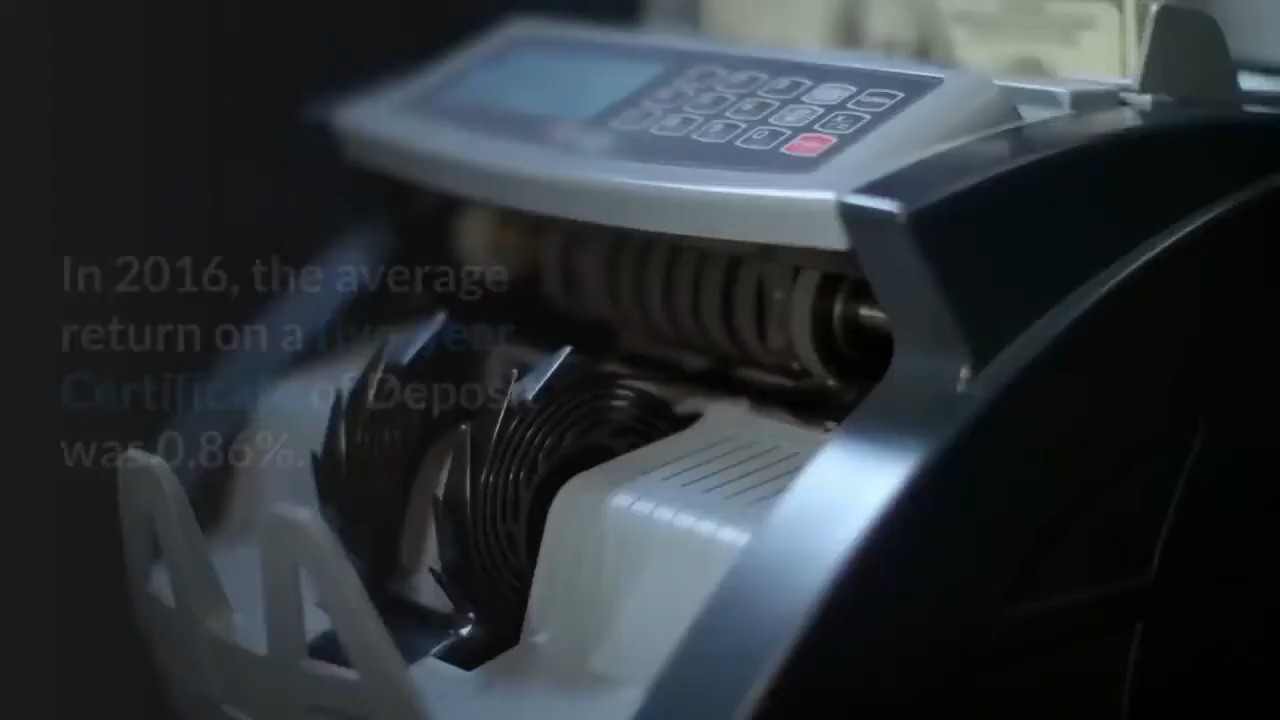 In 2016, the average
return on a five-year
Certificate of Deposit
was 0.86%.